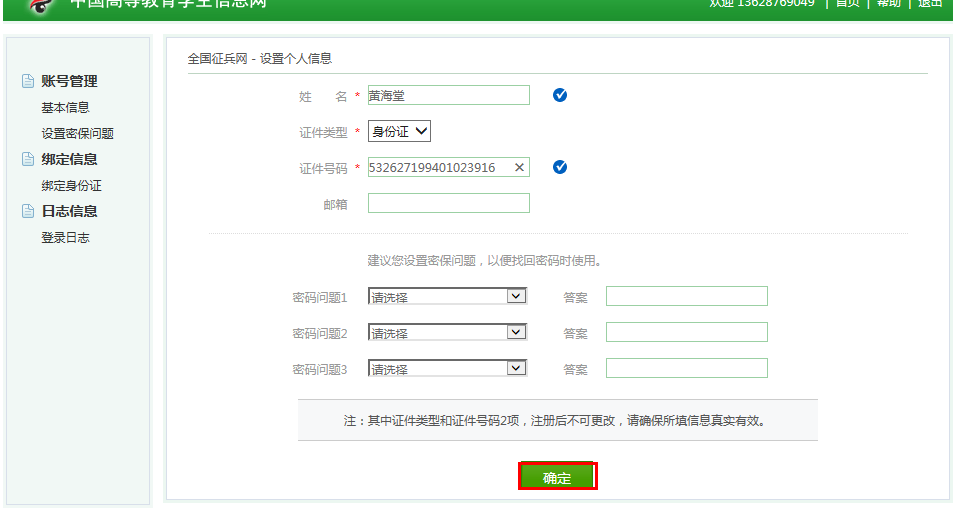 中国高等教育学生信息网
欢迎 13628769049 | 首页 | 帮助 | 退出
账号管理
基本信息
设置密保问题
绑定信息
绑定身份证
日志信息
登录日志
全国征兵网 - 设置个人信息
姓 名 * 黄海堂
证件类型 * 身份证
证件号码 * 532627199401023916 ✕
邮箱
建议您设置密保问题，以便找回密码时使用。
密码问题1 请选择 答案
密码问题2 请选择 答案
密码问题3 请选择 答案
注：其中证件类型和证件号码2项，注册后不可更改，请确保所填信息真实有效。
确定